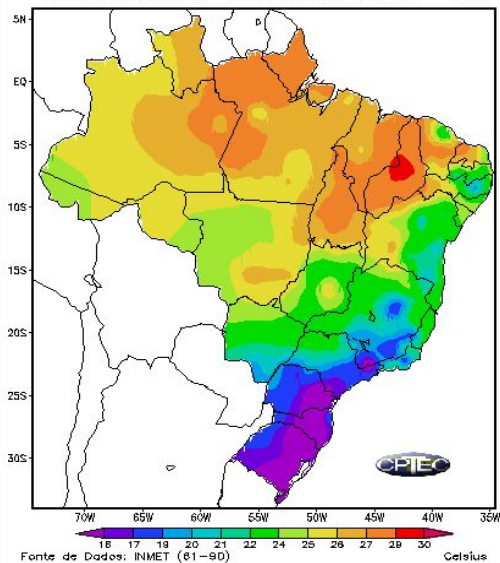 5N
EQ
5S
10S
15S
20S
25S
30S
70W 65W 60W 55W 50W 45W 40W 35W
CPTEC
16 17 19 20 21 22 24 25 26 27 29 30
Fonte de Dados: INMET (61-90) Celsius